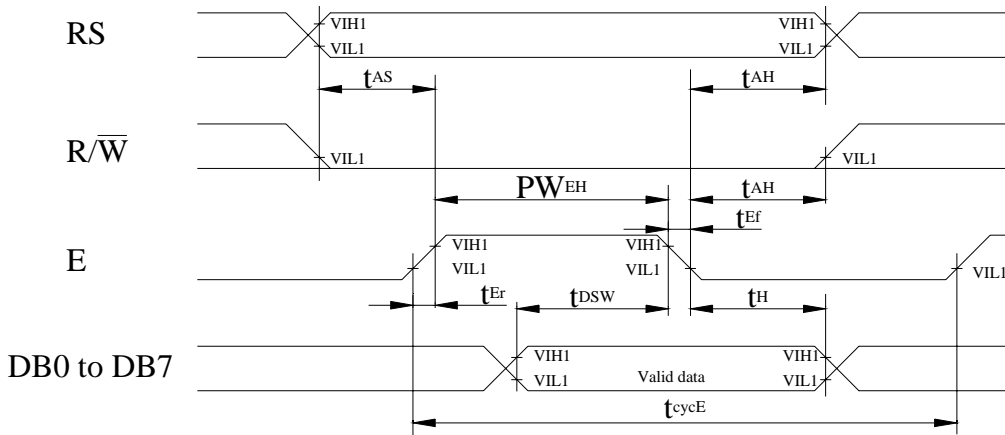 RS
VIH1
VIL1
VIH1
VIL1
tAS
tAH
R/W̅
VIL1
VIL1
PWEH
tAH
tEf
E
VIH1
VIL1
VIH1
VIL1
VIL1
tEr
tDSW
tH
DB0 to DB7
VIH1
VIL1
Valid data
VIH1
VIL1
tcycE